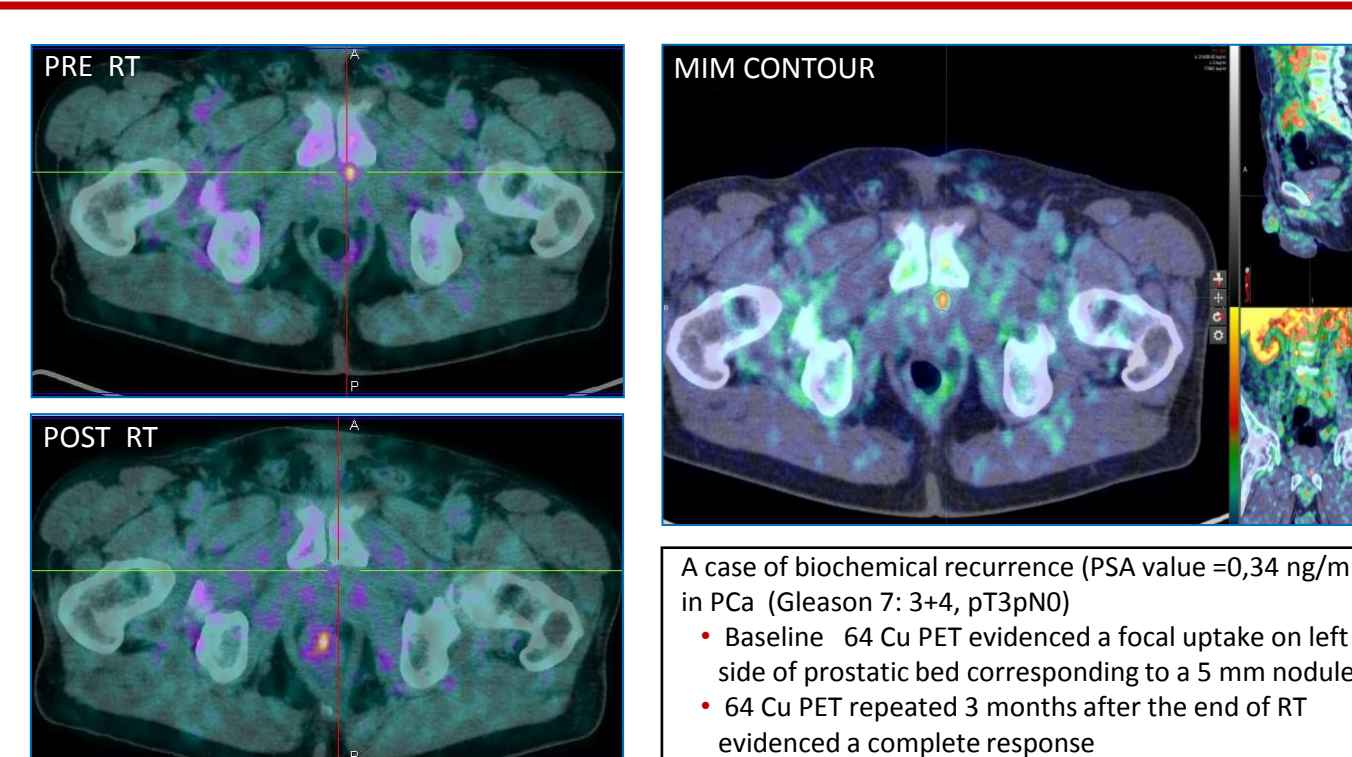 PRE RT
A
P
POST RT
A
MIM CONTOUR
A
R
A case of biochemical recurrence (PSA value =0,34 ng/m
in PCa (Gleason 7: 3+4, pT3pN0)
• Baseline 64 Cu PET evidenced a focal uptake on left
side of prostatic bed corresponding to a 5 mm nodule
• 64 Cu PET repeated 3 months after the end of RT
evidenced a complete response